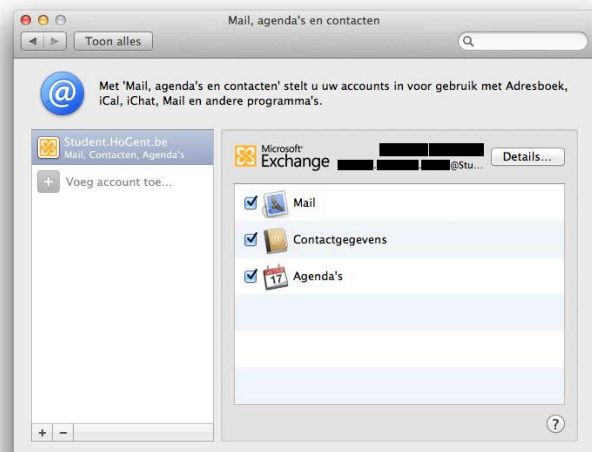 Mail, agenda's en contacten
Toon alles
Met 'Mail, agenda's en contacten' stelt u uw accounts in voor gebruik met Adresboek,
iCal, iChat, Mail en andere programma's.
Student.HoGent.be
Mail, Contacten, Agenda's
Voeg account toe...
Microsoft
Exchange
@Stu...
Details...
Mail
Contactgegevens
17
Agenda's
+ −
?